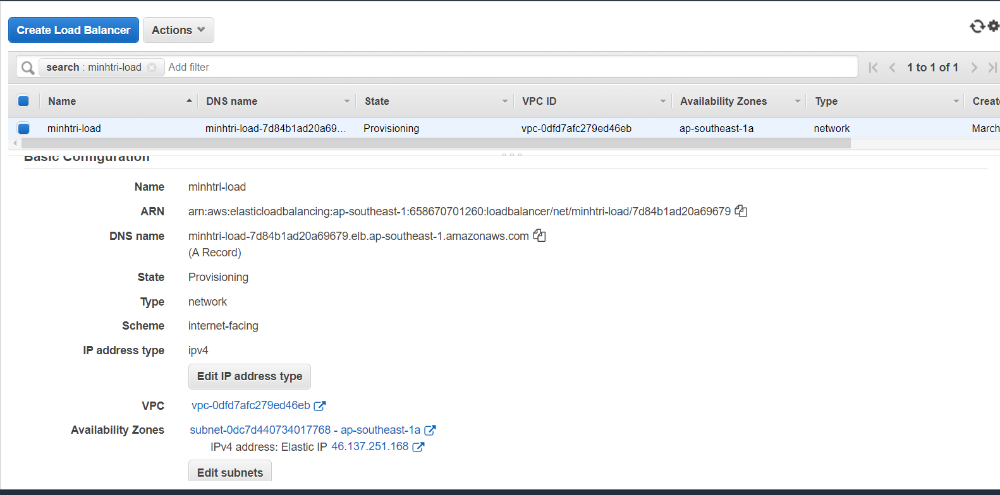 Create Load Balancer Actions
search : minhtri-load Add filter 1 to 1 of 1
Name DNS name State VPC ID Availability Zones Type Create
minhtri-load minhtri-load-7d84b1ad20a69... Provisioning vpc-0dfd7afc279ed46eb ap-southeast-1a network March
Basic Configuration
Name minhtri-load
ARN arn:aws:elasticloadbalancing:ap-southeast-1:658670701260:loadbalancer/net/minhtri-load/7d84b1ad20a69679
DNS name minhtri-load-7d84b1ad20a69679.elb.ap-southeast-1.amazonaws.com
(A Record)
State Provisioning
Type network
Scheme internet-facing
IP address type ipv4
Edit IP address type
VPC vpc-0dfd7afc279ed46eb
Availability Zones subnet-0dc7d440734017768 - ap-southeast-1a
IPv4 address: Elastic IP 46.137.251.168
Edit subnets